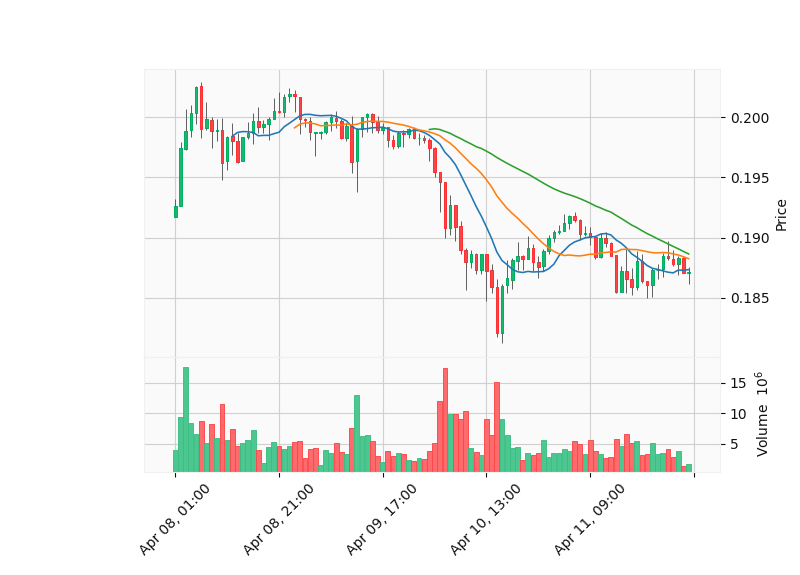 0.200
0.195
0.190
0.185
Price
15
10
5
Volume 10^6
Apr 08, 01:00
Apr 08, 21:00
Apr 09, 17:00
Apr 10, 13:00
Apr 11, 09:00